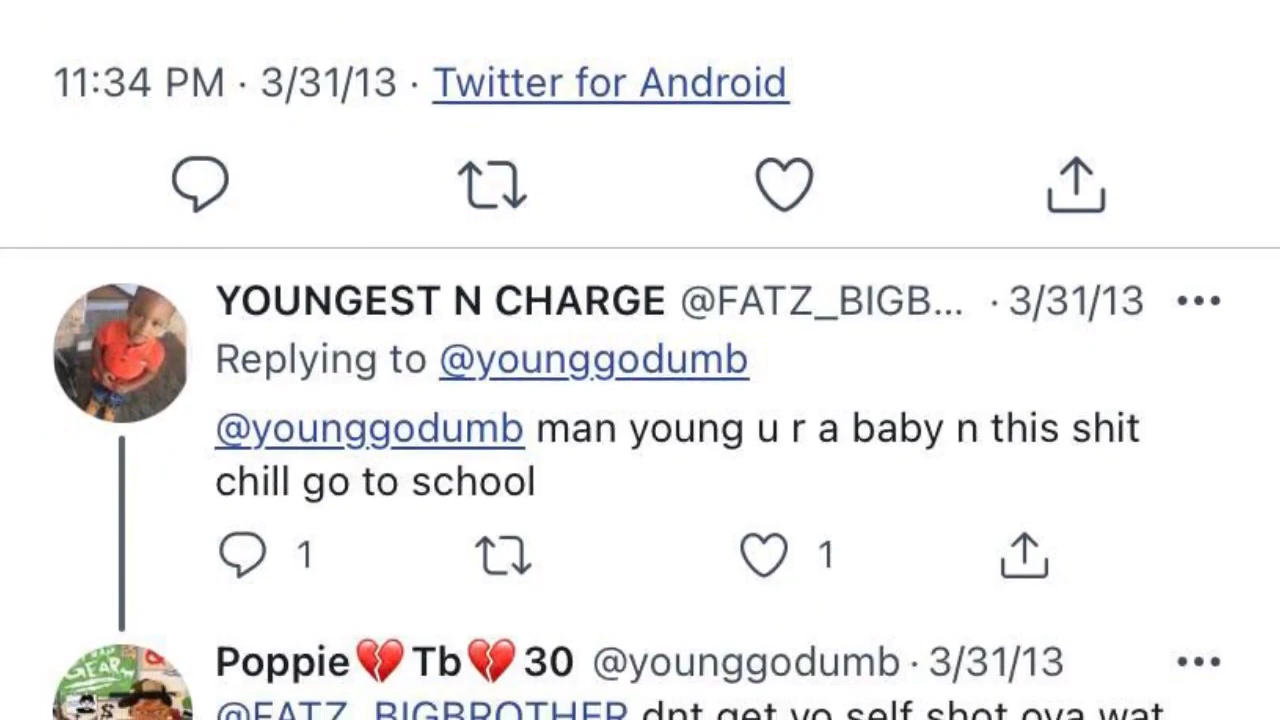 11:34 PM · 3/31/13 · Twitter for Android
YOUNGEST N CHARGE @FATZ_BIGB... · 3/31/13
Replying to @younggodumb
@younggodumb man young u r a baby n this shit
chill go to school
1 1
GEAR
Poppie💔Tb💔30 @younggodumb · 3/31/13
@FATZ_BIGBROTHER dnt get yo self shot ova wat